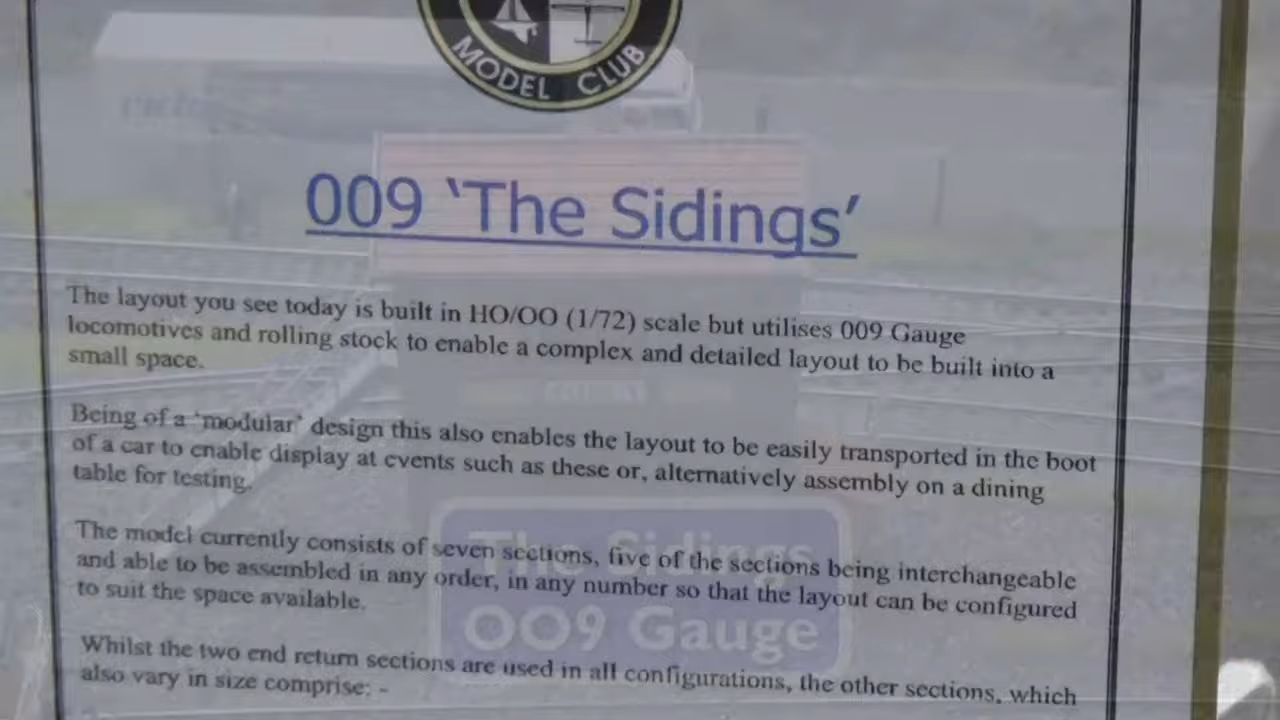 MODEL CLUB
009 ‘The Sidings’
The layout you see today is built in HO/OO (1/72) scale but utilises 009 Gauge
locomotives and rolling stock to enable a complex and detailed layout to be built into a
small space.
Being of a ‘modular’ design this also enables the layout to be easily transported in the boot
of a car to enable display at events such as these or, alternatively assembly on a dining
table for testing.
The model currently consists of seven sections, five of the sections being interchangeable
and able to be assembled in any order, in any number so that the layout can be configured
to suit the space available.
Whilst the two end return sections are used in all configurations, the other sections, which
also vary in size comprise: -
The Sidings
OO9 Gauge